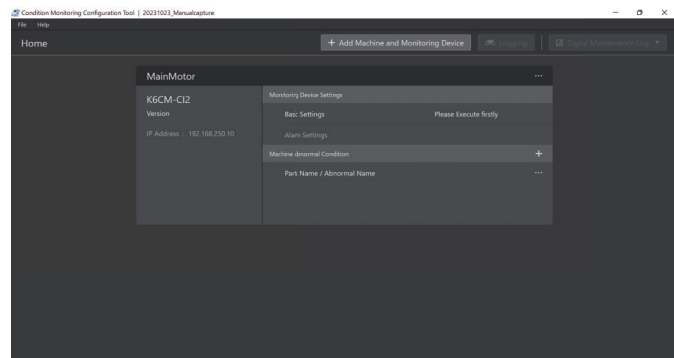 Condition Monitoring Configuration Tool | 20231023_Manualcapture
File Help
Home
+ Add Machine and Monitoring Device
Logging
Digital Maintenance Log
MainMotor
K6CM-CI2
Version
IP Address : 192.168.250.10
Monitoring Device Settings
Basic Settings Please Execute firstly
Alarm Settings
Machine Abnormal Condition +
Part Name / Abnormal Name